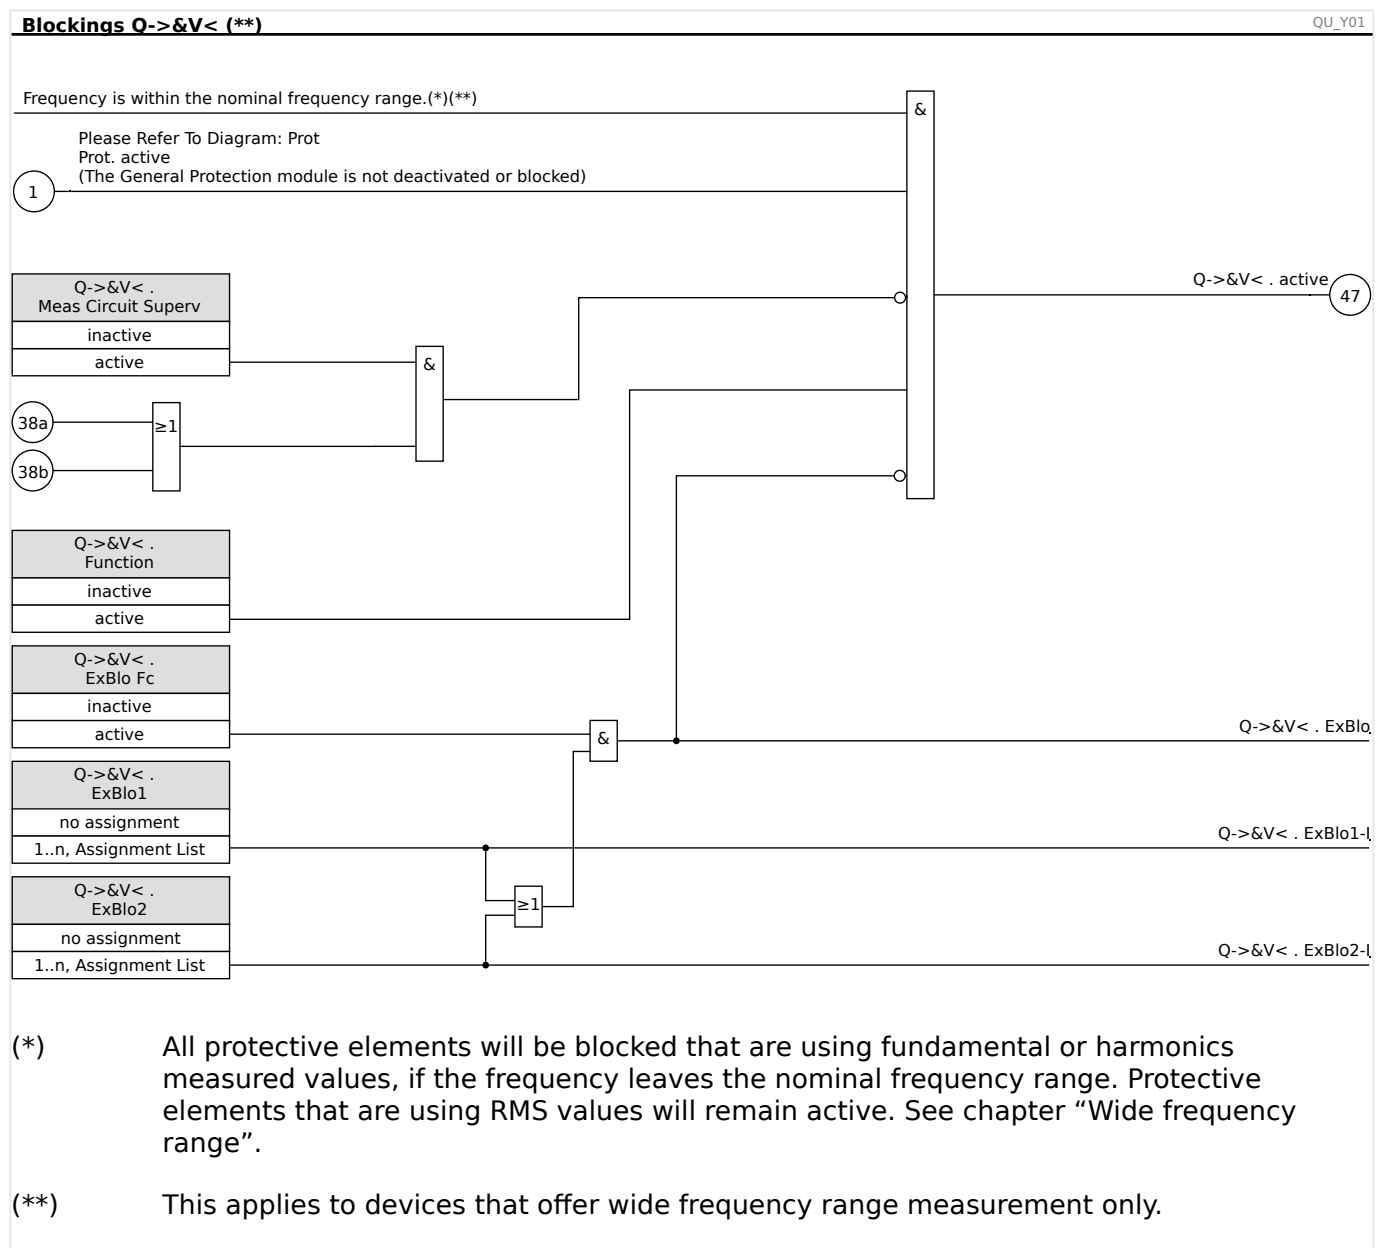 Blockings Q->&V< (**)
QU_Y01
Frequency is within the nominal frequency range.(*)(**)
&
Please Refer To Diagram: Prot
Prot. active
(The General Protection module is not deactivated or blocked)
1
Q->&V< .
Meas Circuit Superv
inactive
active
&
Q->&V< . active
47
38a
≥1
38b
Q->&V< .
Function
inactive
active
Q->&V< .
ExBlo Fc
inactive
active
&
Q->&V< . ExBlo
Q->&V< .
ExBlo1
no assignment
1..n, Assignment List
Q->&V< . ExBlo1-I
≥1
Q->&V< .
ExBlo2
no assignment
1..n, Assignment List
Q->&V< . ExBlo2-I
(*) All protective elements will be blocked that are using fundamental or harmonics
measured values, if the frequency leaves the nominal frequency range. Protective
elements that are using RMS values will remain active. See chapter “Wide frequency
range”.
(**) This applies to devices that offer wide frequency range measurement only.